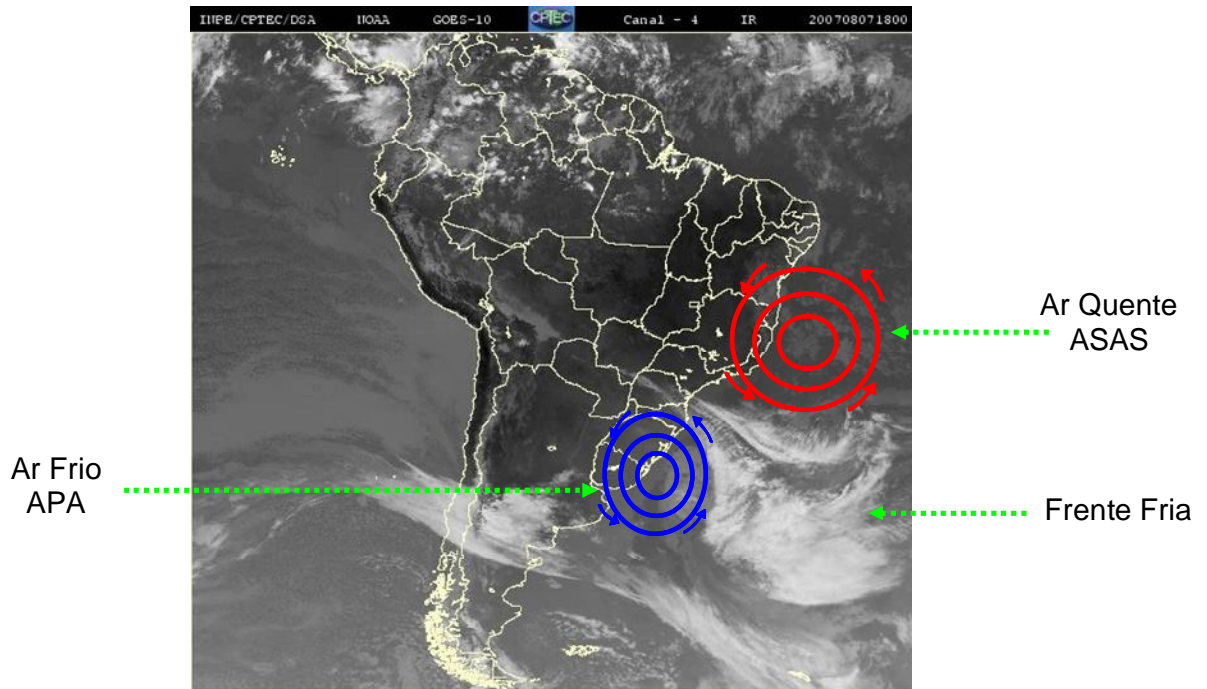 INPE/CPTEC/DSA NOAA GOES-10 CPTEC Canal - 4 IR 200708071800
Ar Quente
ASAS
Ar Frio
APA
Frente Fria